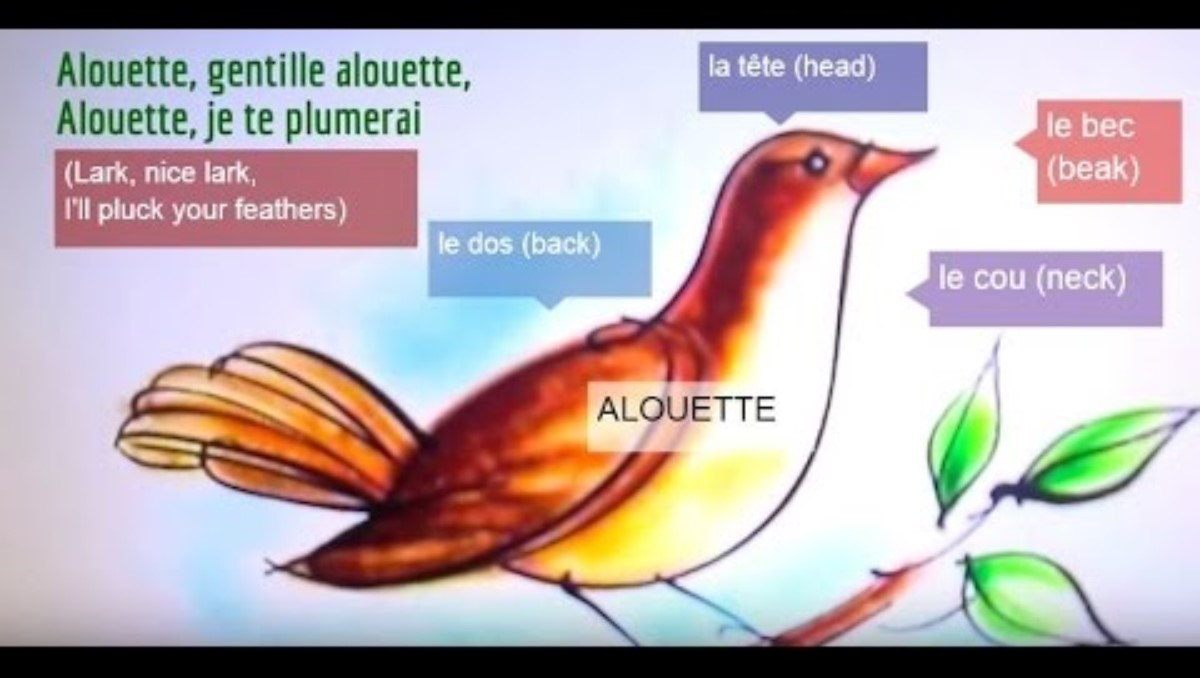 Alouette, gentille alouette,
Alouette, je te plumerai
(Lark, nice lark,
I'll pluck your feathers)
la tête (head)
le bec
(beak)
le dos (back)
le cou (neck)
ALOUETTE